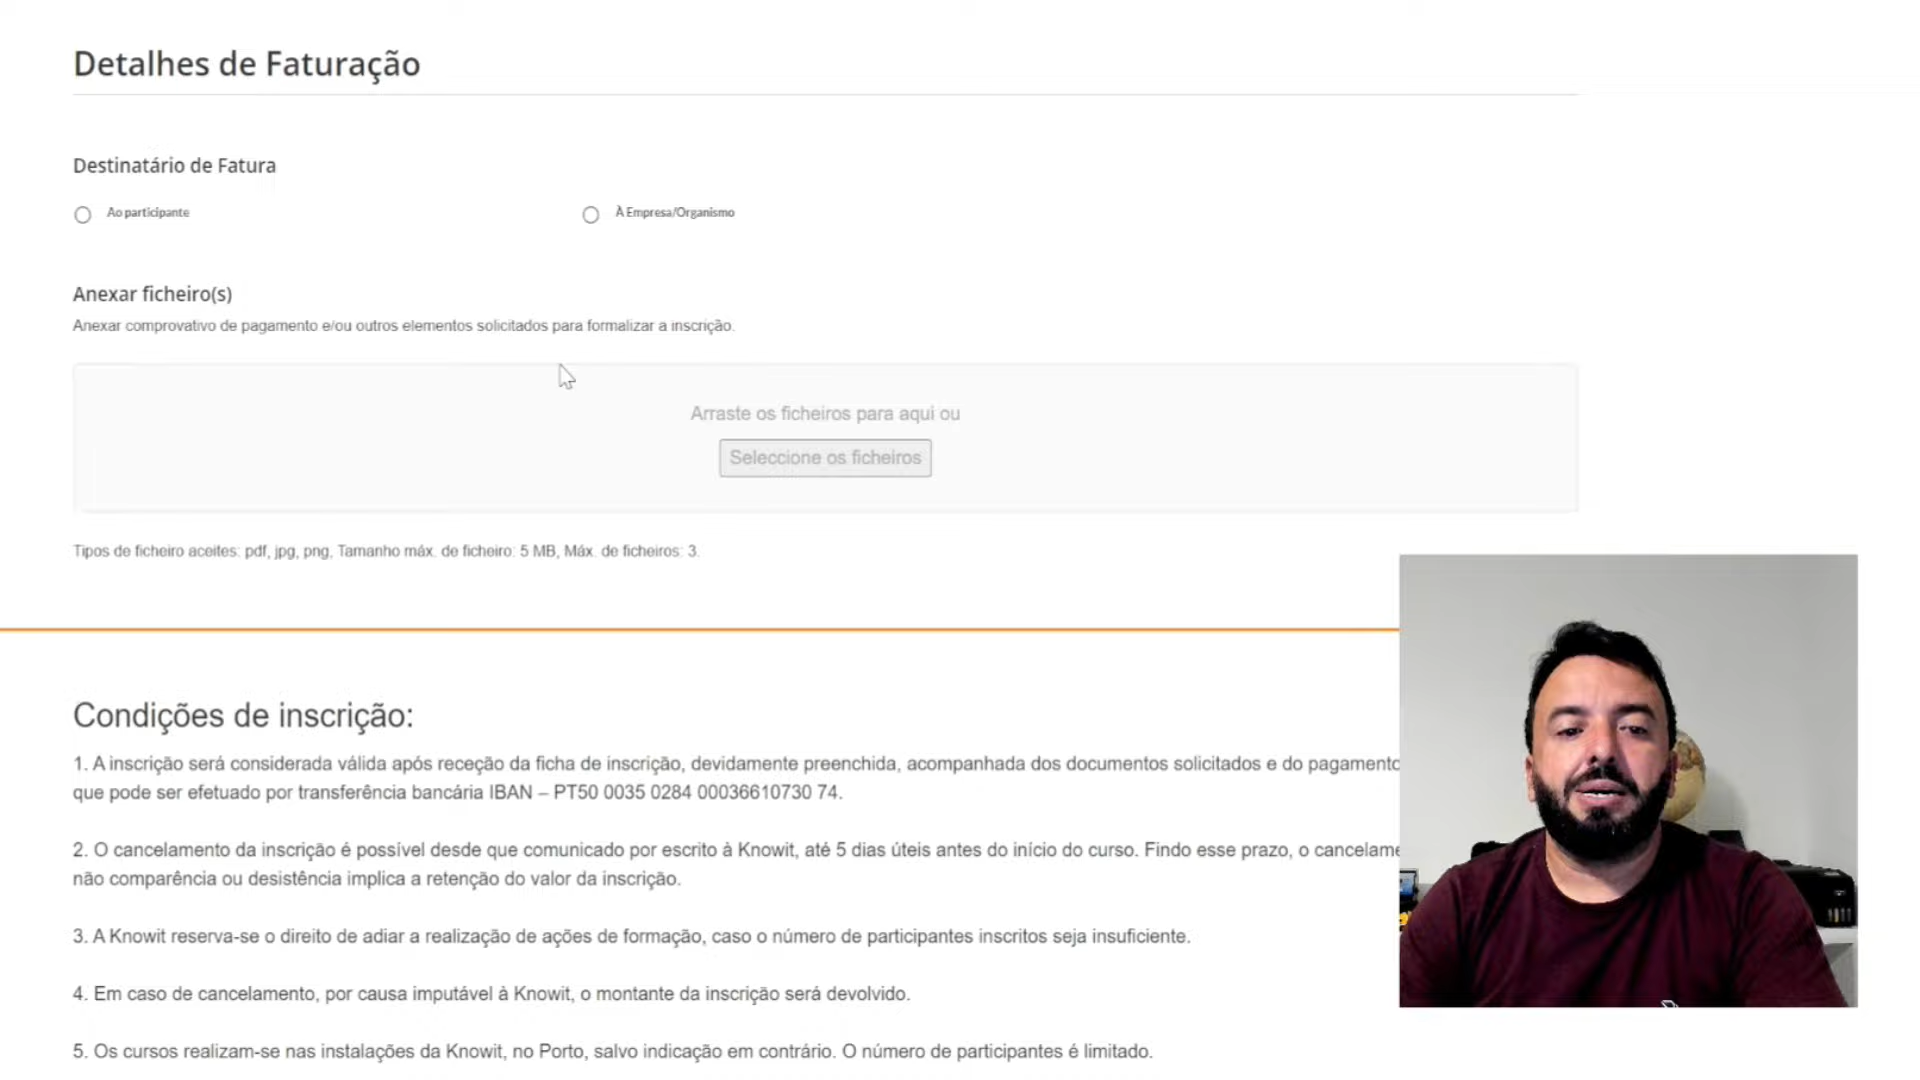 Detalhes de Faturação
Destinatário de Fatura
Ao participante
À Empresa/Organismo
Anexar ficheiro(s)
Anexar comprovativo de pagamento e/ou outros elementos solicitados para formalizar a inscrição.
Arraste os ficheiros para aqui ou
Seleccione os ficheiros
Tipos de ficheiro aceites: pdf, jpg, png, Tamanho máx. de ficheiro: 5 MB, Máx. de ficheiros: 3.
Condições de inscrição:
1. A inscrição será considerada válida após receção da ficha de inscrição, devidamente preenchida, acompanhada dos documentos solicitados e do pagamento
que pode ser efetuado por transferência bancária IBAN – PT50 0035 0284 00036610730 74.
2. O cancelamento da inscrição é possível desde que comunicado por escrito à Knowit, até 5 dias úteis antes do início do curso. Findo esse prazo, o cancelame
não comparência ou desistência implica a retenção do valor da inscrição.
3. A Knowit reserva-se o direito de adiar a realização de ações de formação, caso o número de participantes inscritos seja insuficiente.
4. Em caso de cancelamento, por causa imputável à Knowit, o montante da inscrição será devolvido.
5. Os cursos realizam-se nas instalações da Knowit, no Porto, salvo indicação em contrário. O número de participantes é limitado.